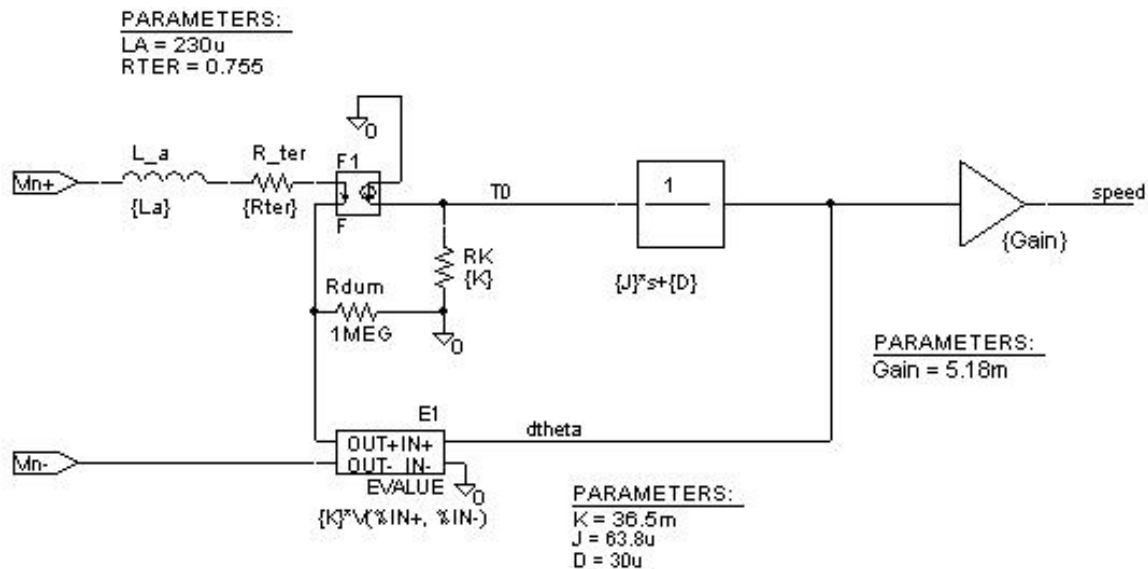 PARAMETERS:
LA = 230u
RTER = 0.755
0
L_a
R_ter
F1
VIn+
{La}
{Rter}
F
T0
1
speed
{Gain}
RK
{K}
{J}*s+{D}
Rdum
1MEG
0
PARAMETERS:
Gain = 5.18m
E1
dtheta
OUT+ IN+
VIn-
OUT- IN-
EVALUE
0
{K}*V(%IN+, %IN-)
PARAMETERS:
K = 36.5m
J = 63.8u
D = 30u